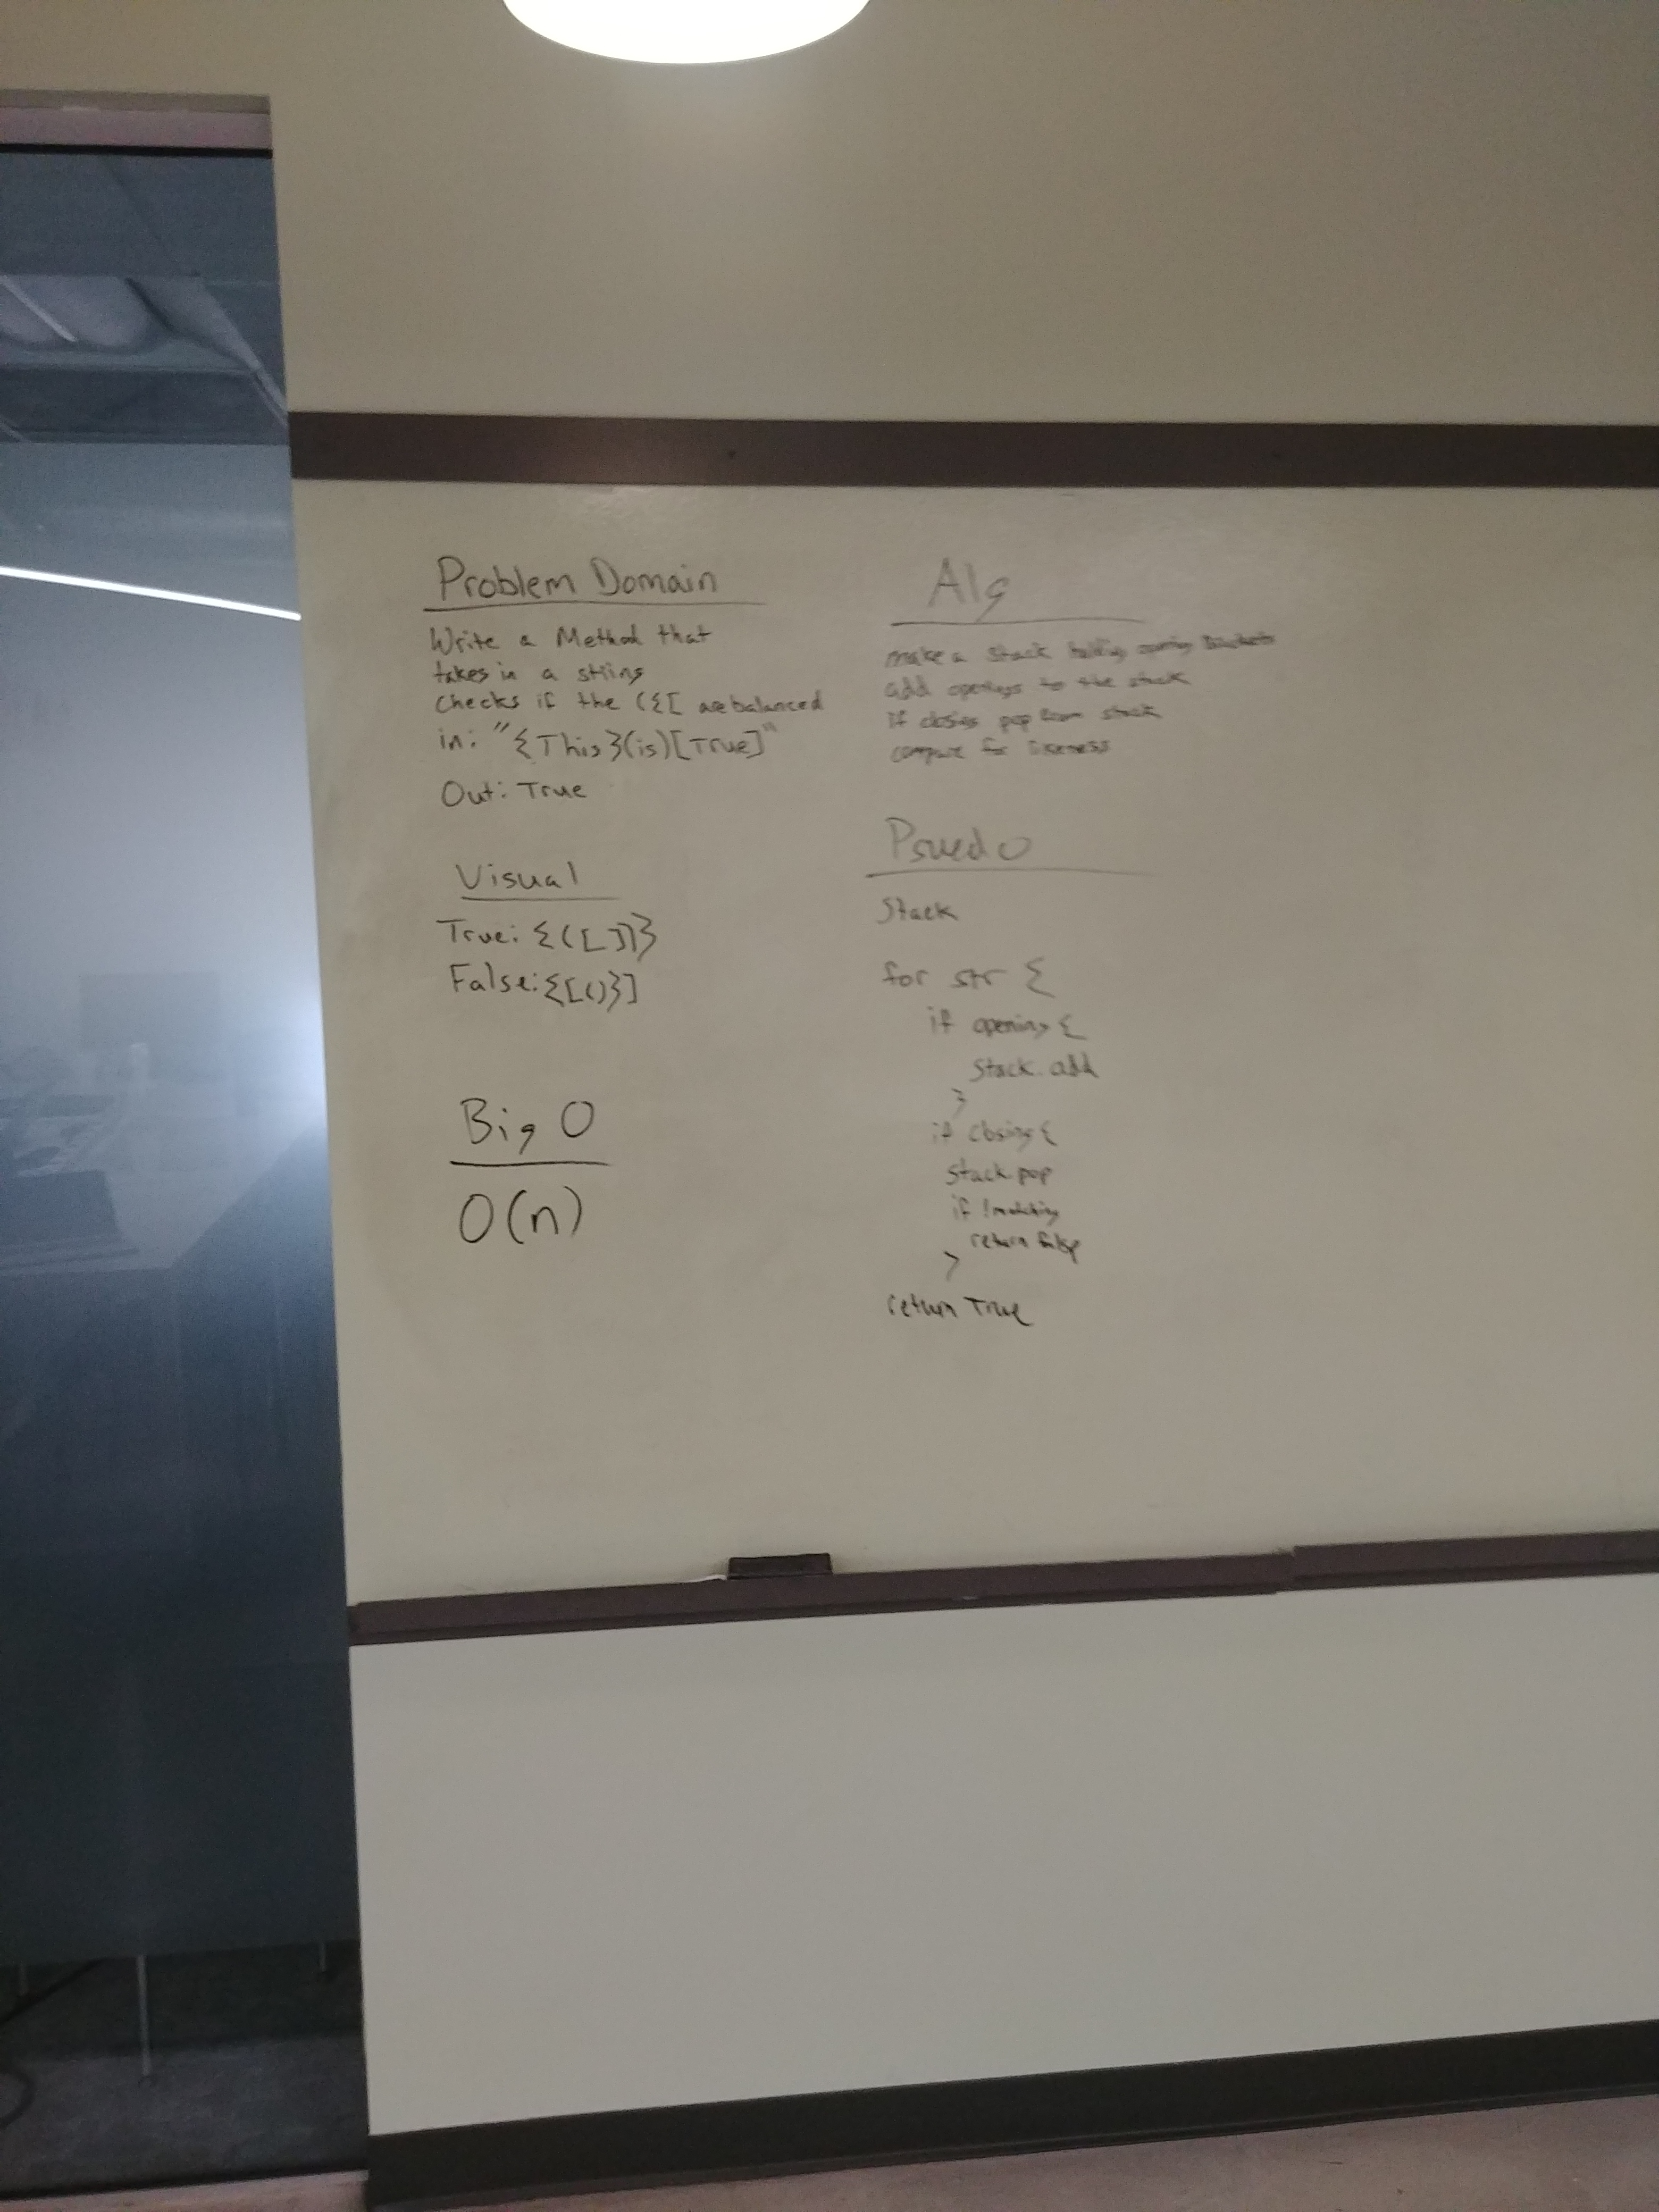 Problem Domain
Write a Method that
takes in a string
checks if the ({[ are balanced
in: "{This}(is)[True]"
Out: True
Visual
True: {([])}
False: {[()}]
Big O
O(n)
Alg
make a stack holding opening brackets
add openings to the stack
if closing pop from stack
compare for likeness
Psuedo
Stack
for str {
if opening {
stack.add
}
if closing {
stack.pop
if !matching
return false
}
return True